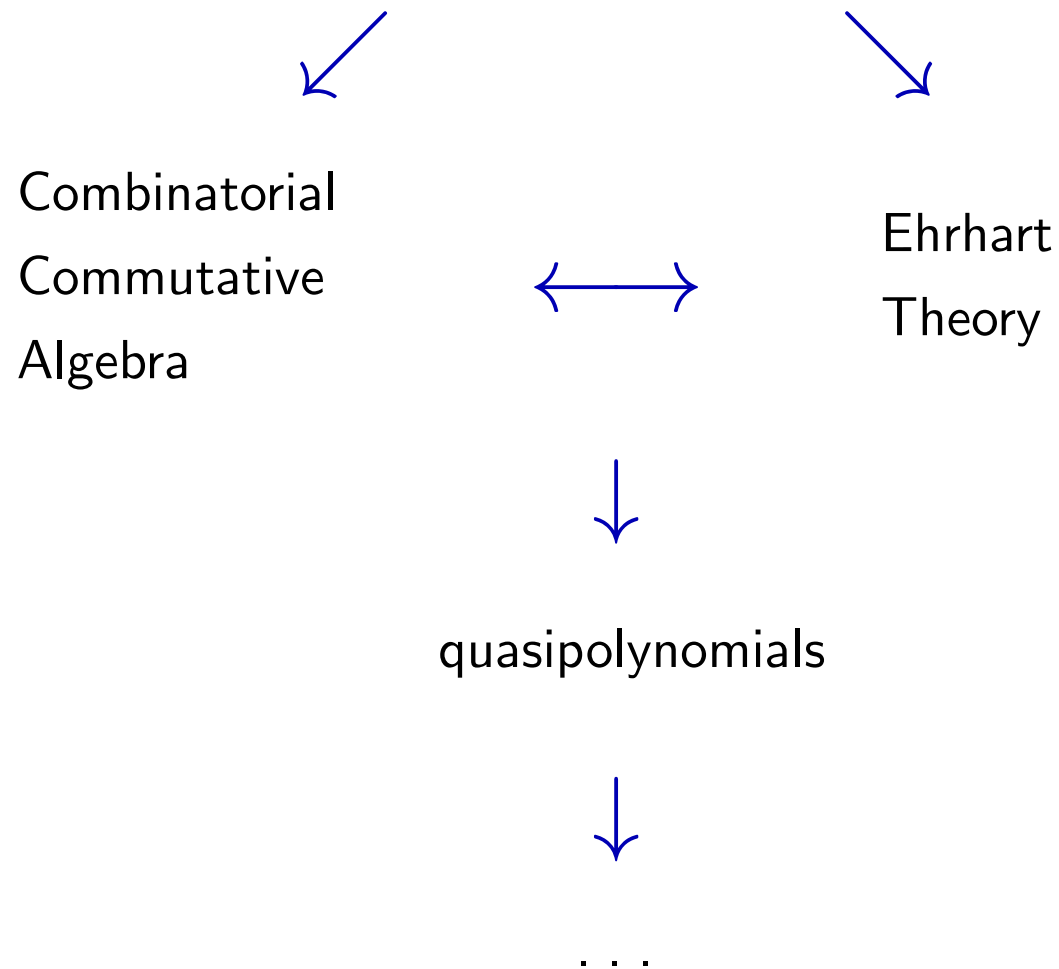 Combinatorial
Commutative
Algebra
Ehrhart
Theory
quasipolynomials